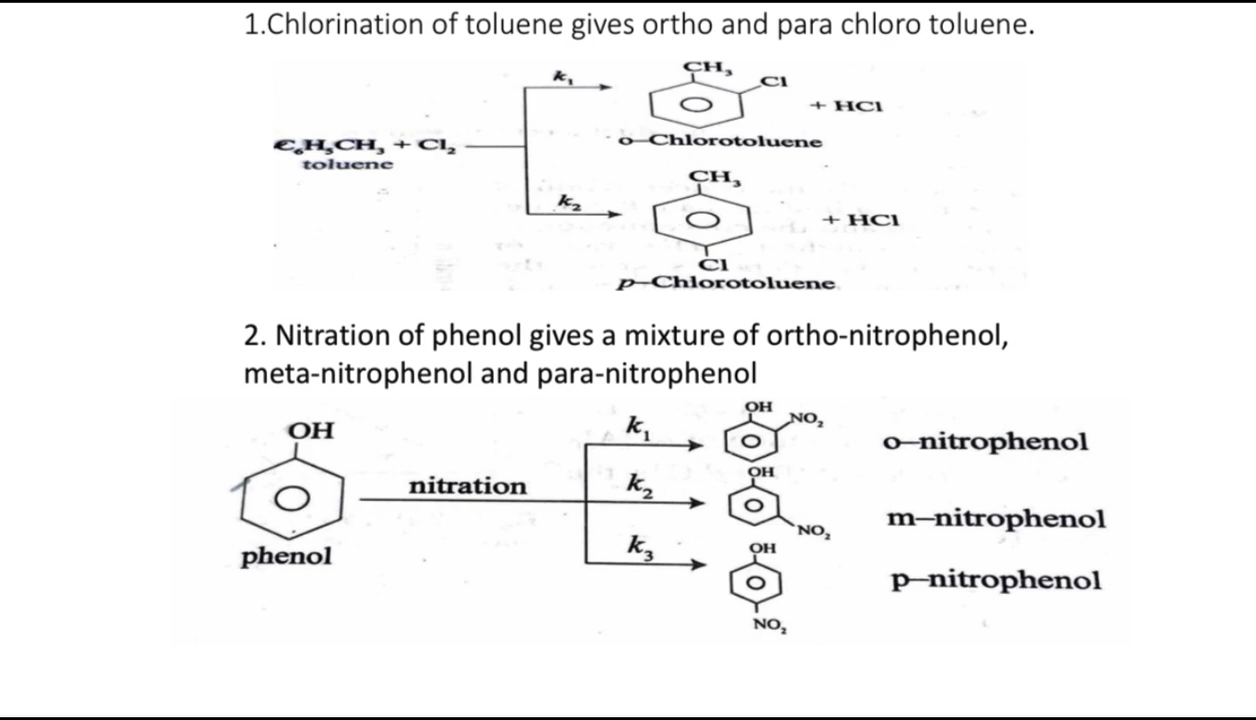 1.Chlorination of toluene gives ortho and para chloro toluene.
k₁
CH₃
Cl
+ HCl
o–Chlorotoluene
C₆H₅CH₃ + Cl₂
toluene
k₂
CH₃
+ HCl
Cl
p–Chlorotoluene
2. Nitration of phenol gives a mixture of ortho-nitrophenol,
meta-nitrophenol and para-nitrophenol
OH
phenol
nitration
k₁
OH
NO₂
o–nitrophenol
k₂
OH
NO₂
m–nitrophenol
k₃
OH
NO₂
p–nitrophenol